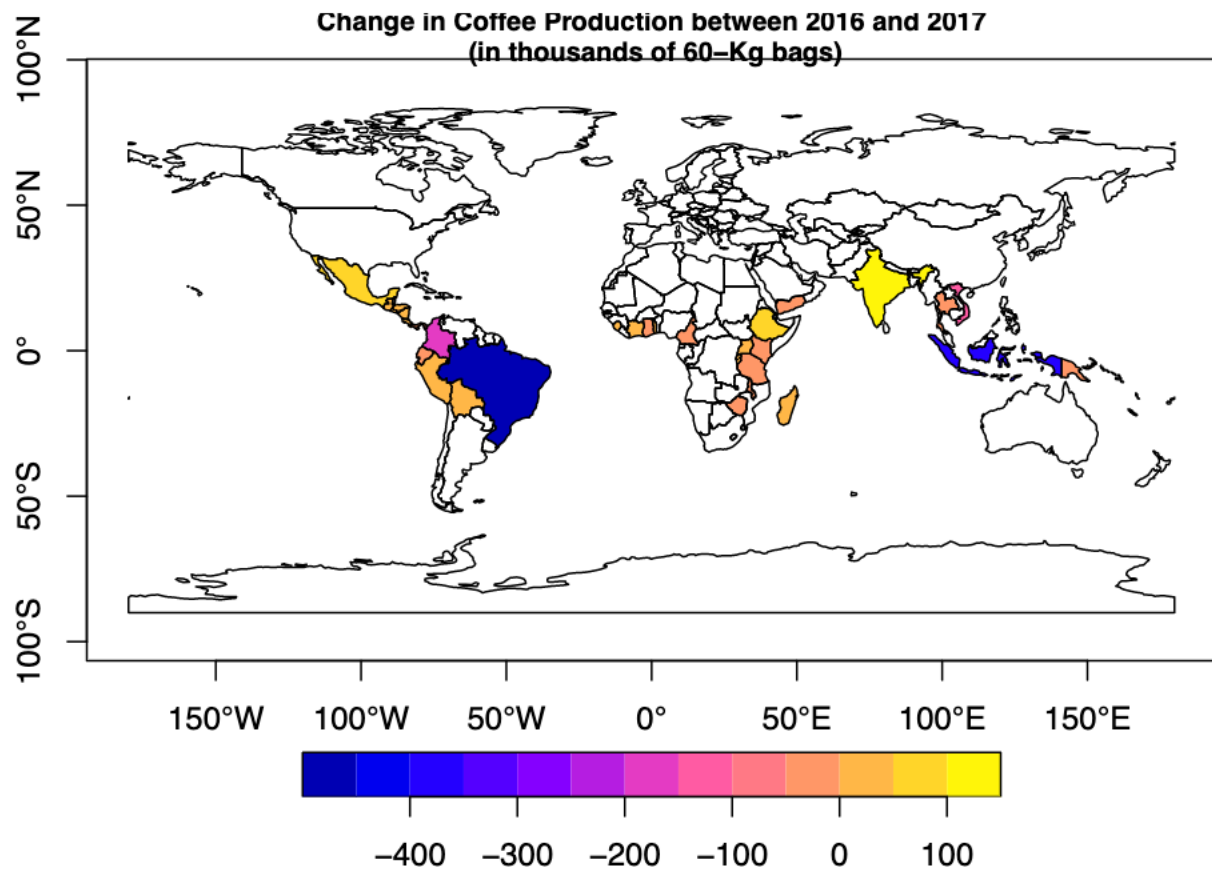 Change in Coffee Production between 2016 and 2017
(in thousands of 60−Kg bags)
100°N
50°N
0°
50°S
100°S
150°W 100°W 50°W 0° 50°E 100°E 150°E
−400 −300 −200 −100 0 100